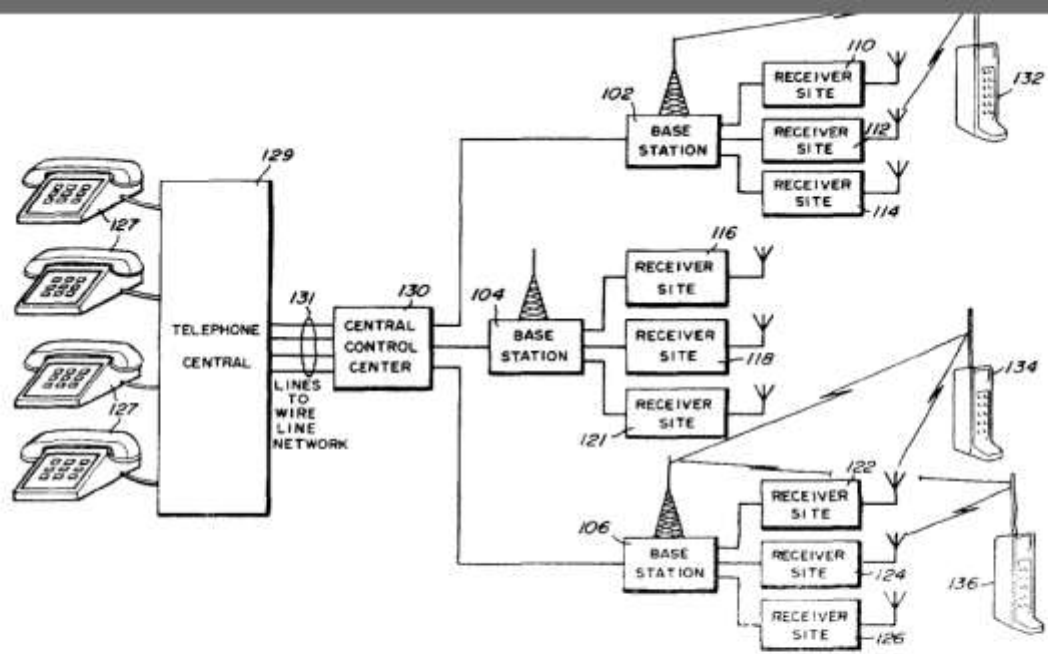 110
RECEIVER
SITE
132
102
BASE
STATION
RECEIVER
SITE
112
RECEIVER
SITE
114
129
127
127
116
RECEIVER
SITE
131
130
104
TELEPHONE
CENTRAL
CENTRAL
CONTROL
CENTER
BASE
STATION
RECEIVER
SITE
118
LINES
TO
WIRE
LINE
NETWORK
RECEIVER
SITE
121
134
127
122
RECEIVER
SITE
106
BASE
STATION
RECEIVER
SITE
124
136
RECEIVER
SITE
126